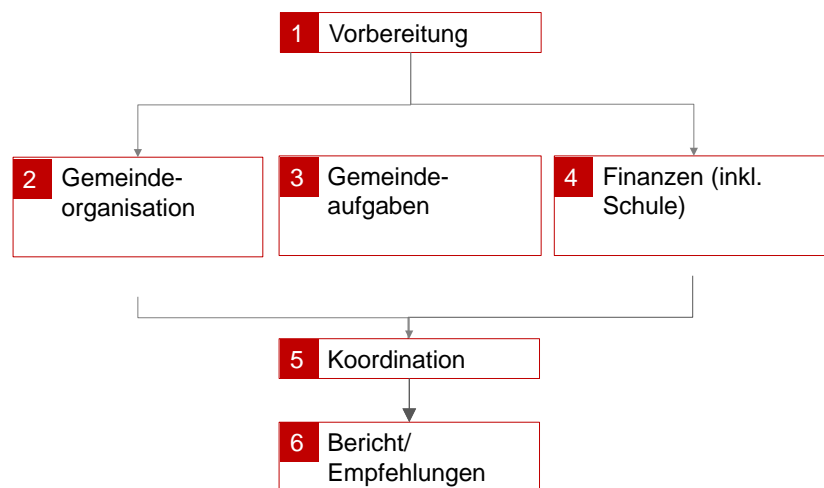 1 Vorbereitung
2 Gemeinde-
organisation
3 Gemeinde-
aufgaben
4 Finanzen (inkl.
Schule)
5 Koordination
6 Bericht/
Empfehlungen